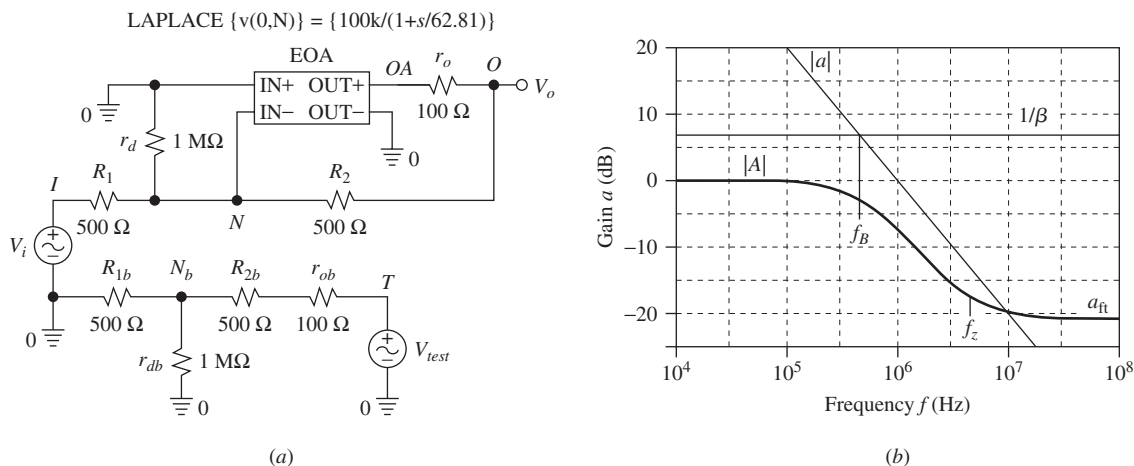 LAPLACE {v(0,N)} = {100k/(1+s/62.81)}
EOA
IN+ OUT+
IN− OUT−
OA
r_o
100 Ω
O
V_o
0
0
r_d
1 MΩ
I
R_1
500 Ω
N
R_2
500 Ω
V_i
+
−
0
R_1b
500 Ω
N_b
R_2b
500 Ω
r_ob
100 Ω
T
r_db
1 MΩ
0
V_test
+
−
0
(a)
Gain a (dB)
20
10
0
−10
−20
|a|
1/β
|A|
f_B
f_z
a_ft
10^4
10^5
10^6
10^7
10^8
Frequency f (Hz)
(b)